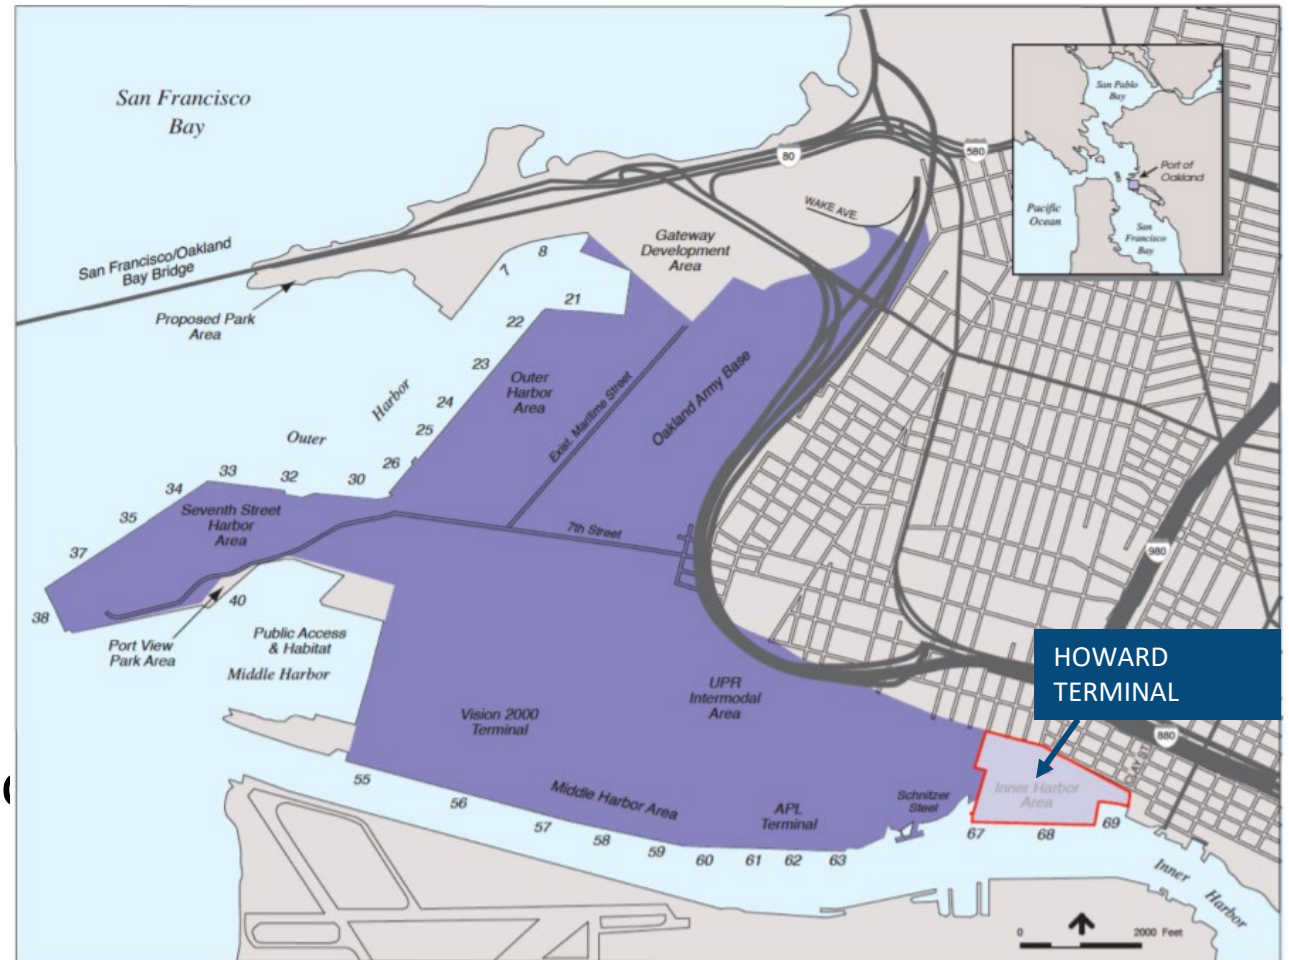 San Francisco
Bay
80
580
San Pablo
Bay
Port of
Oakland
Pacific
Ocean
San
Francisco
Bay
WAKE AVE.
Gateway
Development
Area
San Francisco/Oakland
Bay Bridge
Proposed Park
Area
7
8
21
22
23
24
25
26
Outer
Harbor
Outer
Harbor
Area
Exist. Maritime Street
Oakland Army Base
30
32
33
34
35
37
38
Seventh Street
Harbor
Area
7th Street
980
40
Port View
Park Area
Public Access
& Habitat
Middle Harbor
HOWARD
TERMINAL
UPR
Intermodal
Area
Vision 2000
Terminal
880
CLAY ST
Inner Harbor
Area
Middle Harbor Area
APL
Terminal
Schnitzer
Steel
55
56
57
58
59
60
61
62
63
67
68
69
Inner Harbor
0
2000 Feet